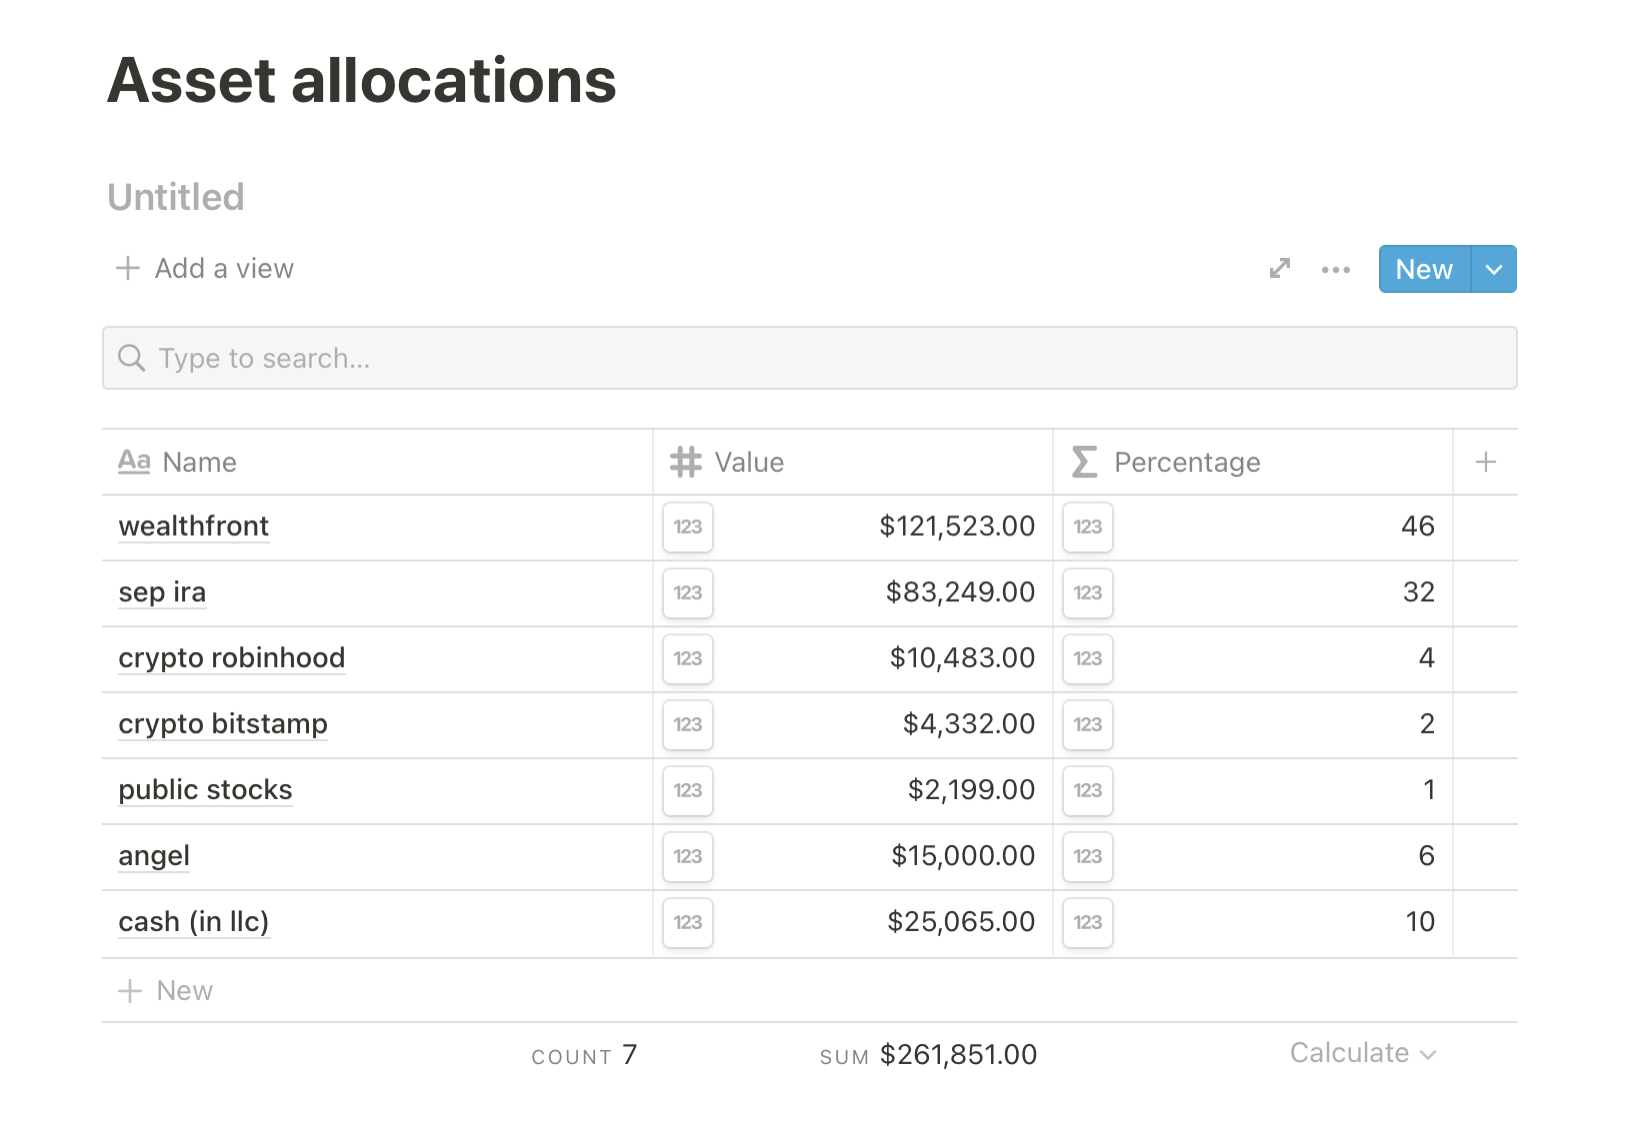 Asset allocations
Untitled
+ Add a view
New
Type to search...
Aa Name # Value Σ Percentage +
wealthfront 123 $121,523.00 123 46
sep ira 123 $83,249.00 123 32
crypto robinhood 123 $10,483.00 123 4
crypto bitstamp 123 $4,332.00 123 2
public stocks 123 $2,199.00 123 1
angel 123 $15,000.00 123 6
cash (in llc) 123 $25,065.00 123 10
+ New
COUNT 7 SUM $261,851.00 Calculate